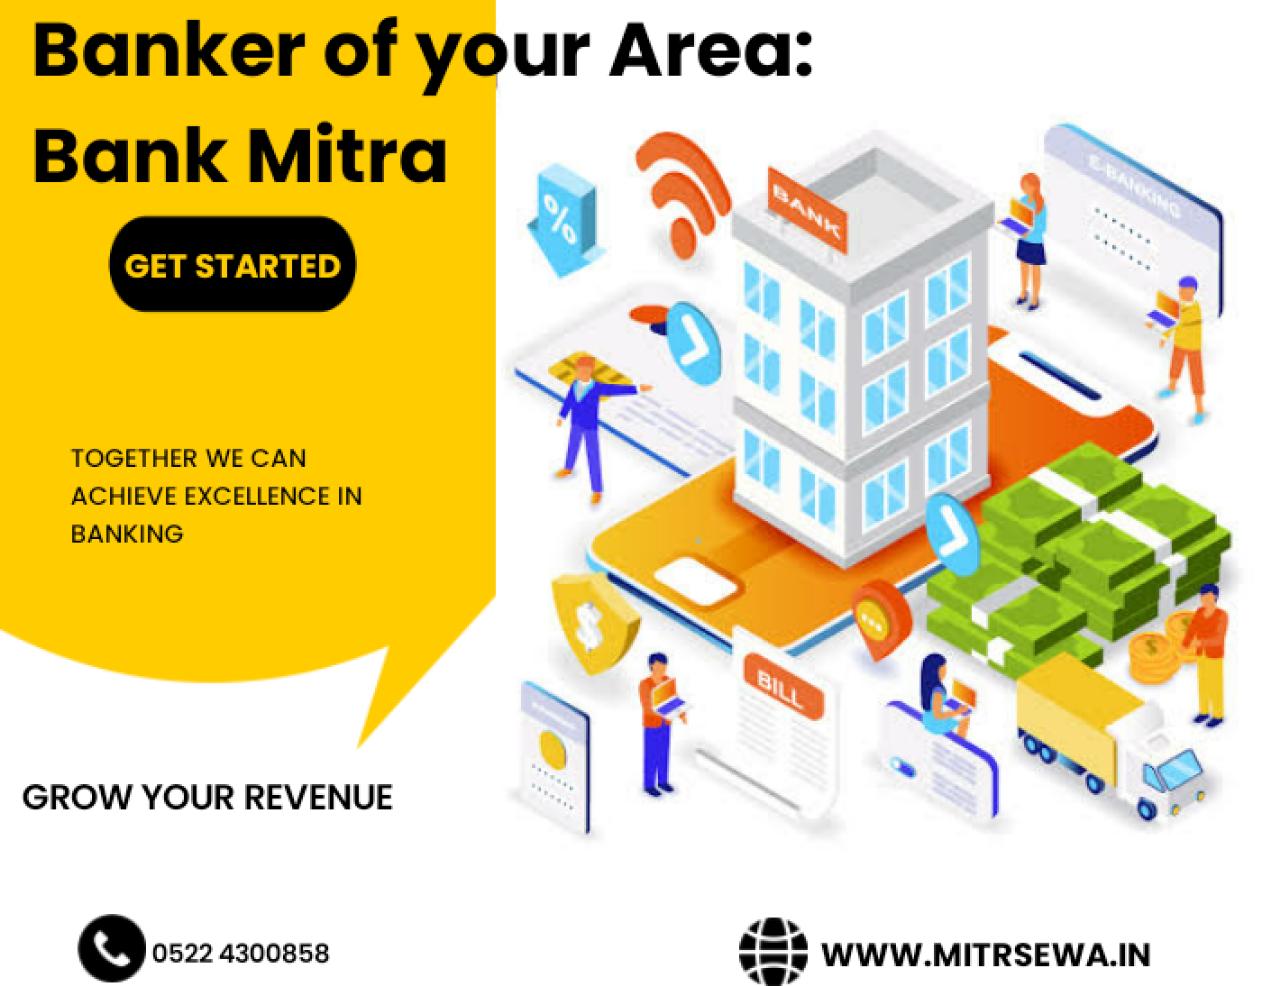 Banker of your Area:
Bank Mitra
GET STARTED
TOGETHER WE CAN
ACHIEVE EXCELLENCE IN
BANKING
GROW YOUR REVENUE
%
BANK
E-BANKING
$
BILL
$
0522 4300858
WWW.MITRSEWA.IN